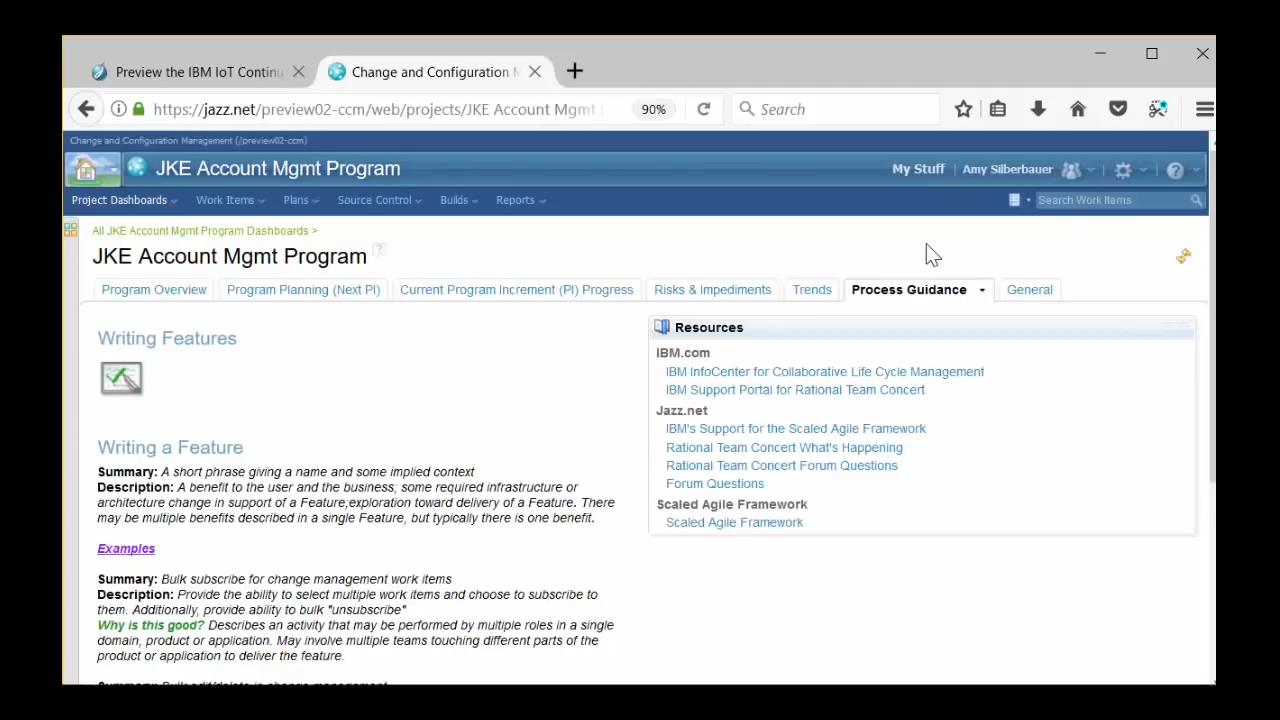 Preview the IBM IoT Continu
Change and Configuration M
https://jazz.net/preview02-ccm/web/projects/JKE Account Mgmt
90%
Search
Change and Configuration Management (/preview02-ccm)
JKE Account Mgmt Program
My Stuff
Amy Silberbauer
Project Dashboards
Work Items
Plans
Source Control
Builds
Reports
Search Work Items
All JKE Account Mgmt Program Dashboards >
JKE Account Mgmt Program ?
Program Overview
Program Planning (Next PI)
Current Program Increment (PI) Progress
Risks & Impediments
Trends
Process Guidance
General
Writing Features
Writing a Feature
Summary: A short phrase giving a name and some implied context
Description: A benefit to the user and the business; some required infrastructure or
architecture change in support of a Feature;exploration toward delivery of a Feature. There
may be multiple benefits described in a single Feature, but typically there is one benefit.
Examples
Summary: Bulk subscribe for change management work items
Description: Provide the ability to select multiple work items and choose to subscribe to
them. Additionally, provide ability to bulk "unsubscribe"
Why is this good? Describes an activity that may be performed by multiple roles in a single
domain, product or application. May involve multiple teams touching different parts of the
product or application to deliver the feature.
Summary: Bulk edit/delete in change management
Resources
IBM.com
IBM InfoCenter for Collaborative Life Cycle Management
IBM Support Portal for Rational Team Concert
Jazz.net
IBM's Support for the Scaled Agile Framework
Rational Team Concert What's Happening
Rational Team Concert Forum Questions
Forum Questions
Scaled Agile Framework
Scaled Agile Framework